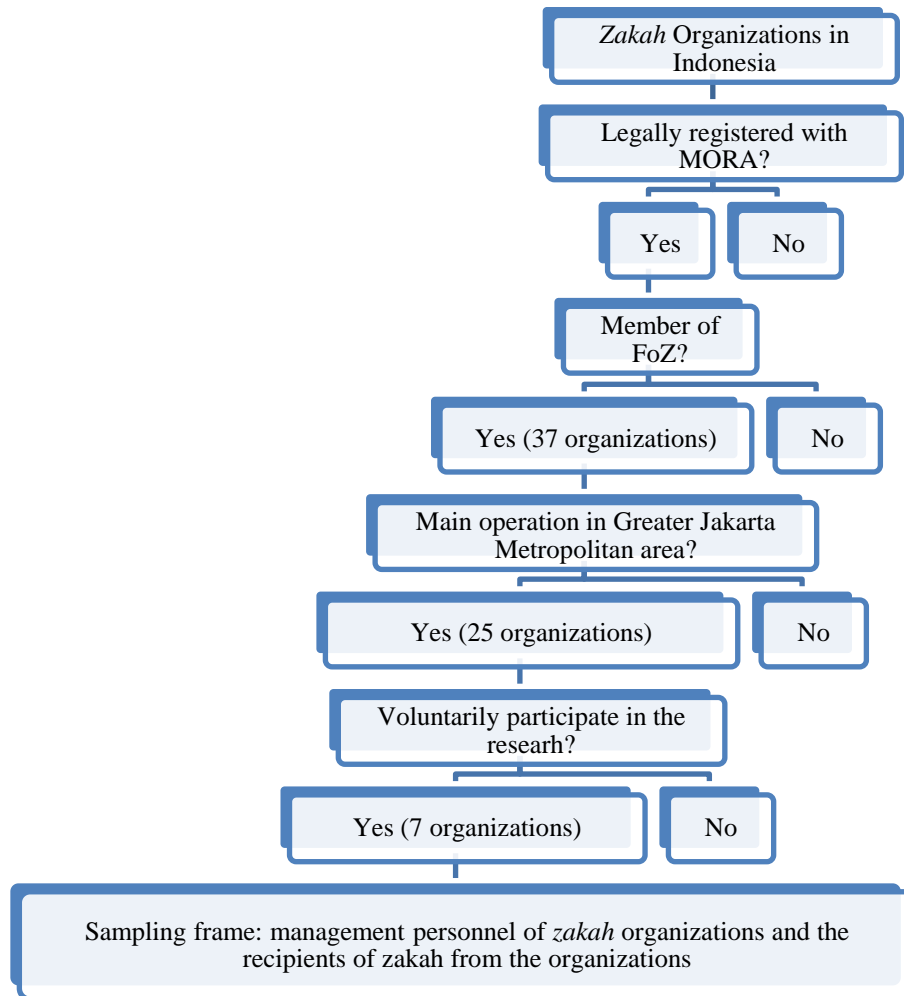 Zakah Organizations in
Indonesia
Legally registered with
MORA?
Yes
No
Member of
FoZ?
Yes (37 organizations)
No
Main operation in Greater Jakarta
Metropolitan area?
Yes (25 organizations)
No
Voluntarily participate in the
researh?
Yes (7 organizations)
No
Sampling frame: management personnel of zakah organizations and the
recipients of zakah from the organizations